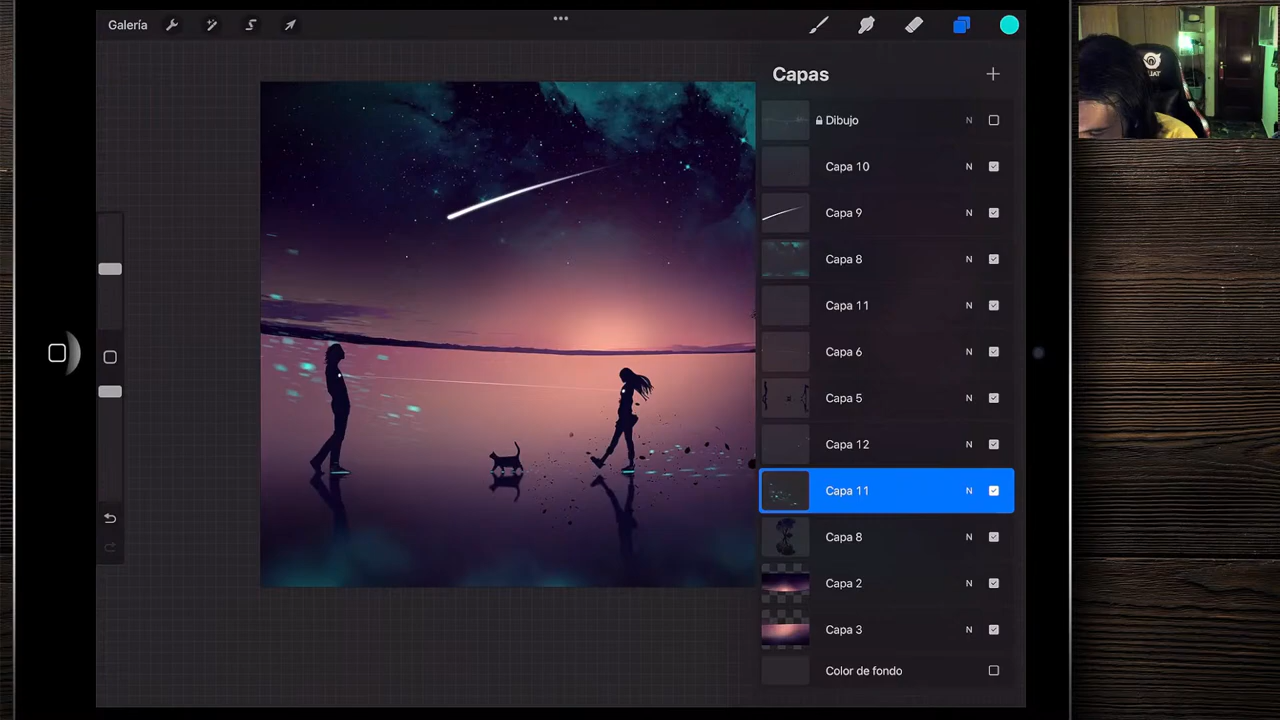 Galería
Capas
Dibujo N
Capa 10 N
Capa 9 N
Capa 8 N
Capa 11 N
Capa 6 N
Capa 5 N
Capa 12 N
Capa 11 N
Capa 8 N
Capa 2 N
Capa 3 N
Color de fondo